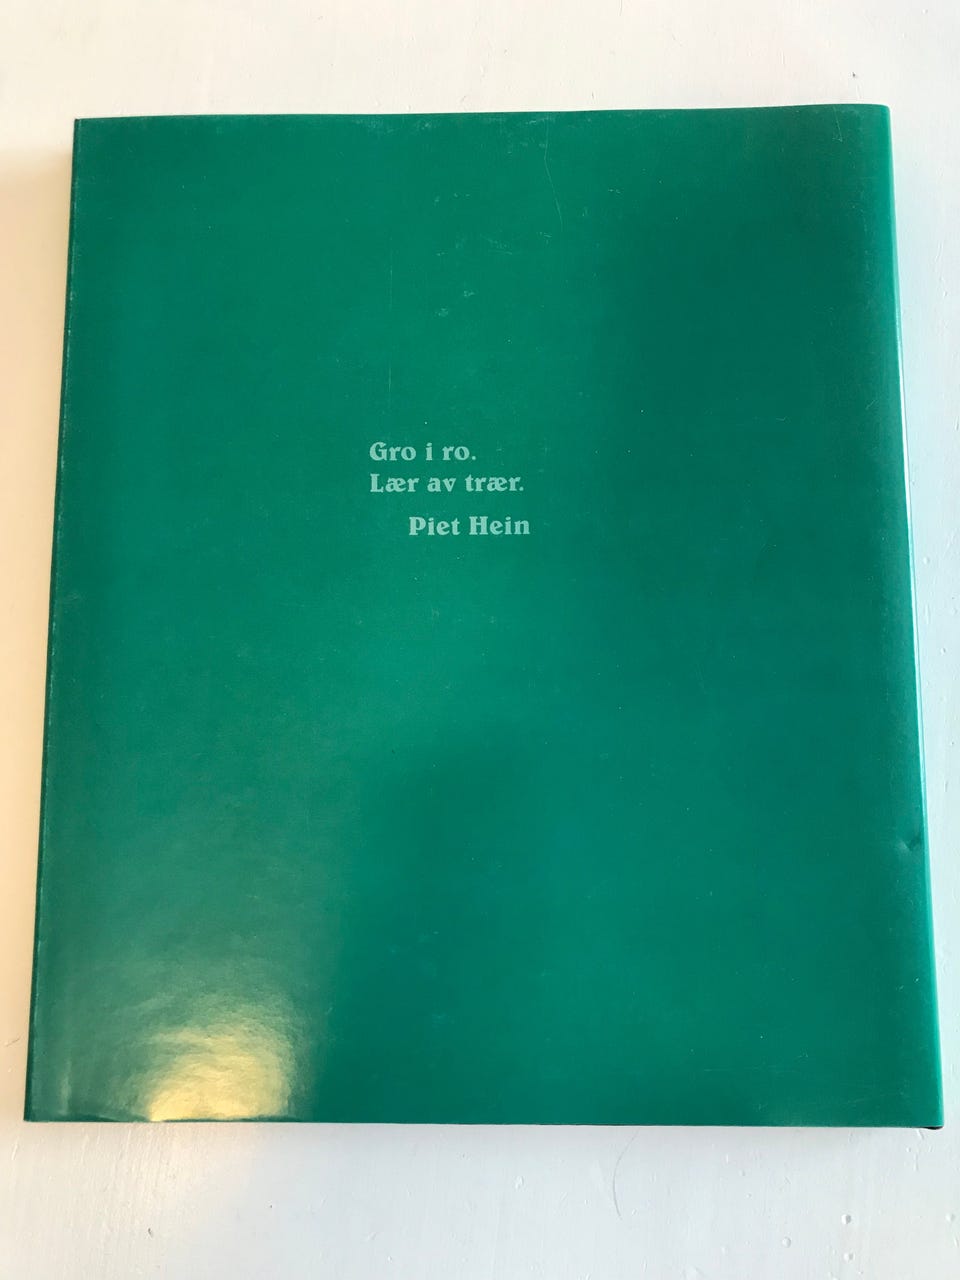 Gro i ro.
Lær av trær.
Piet Hein